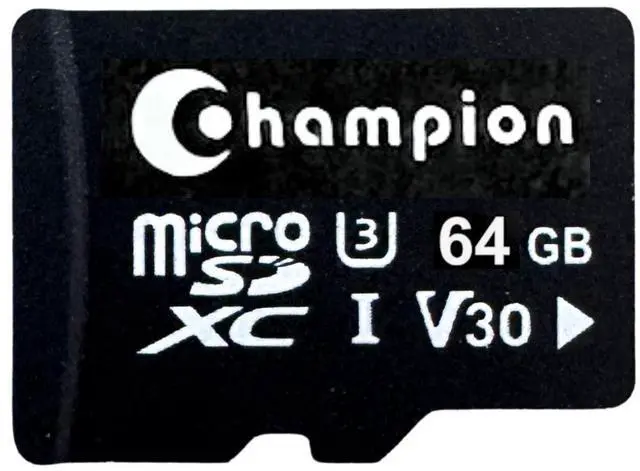 Champion
micro SD XC U3 64 GB
I V30